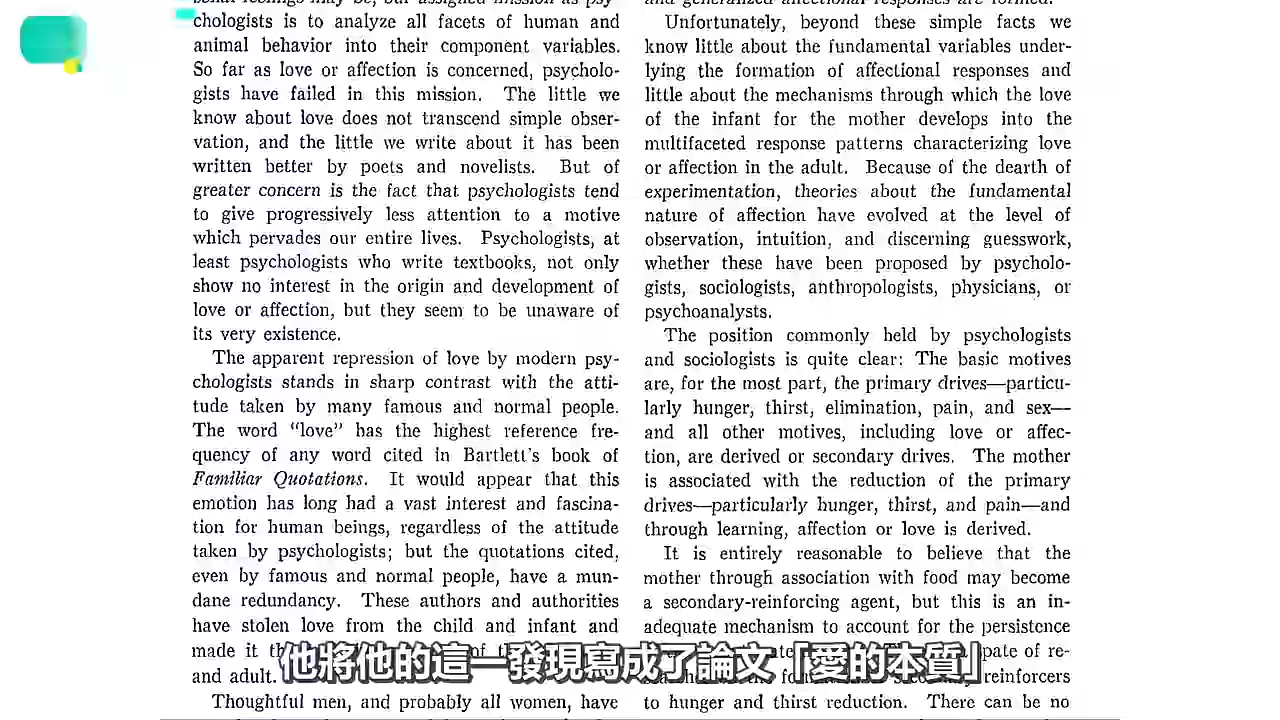 chologists is to analyze all facets of human and
animal behavior into their component variables.
So far as love or affection is concerned, psycholo-
gists have failed in this mission. The little we
know about love does not transcend simple obser-
vation, and the little we write about it has been
written better by poets and novelists. But of
greater concern is the fact that psychologists tend
to give progressively less attention to a motive
which pervades our entire lives. Psychologists, at
least psychologists who write textbooks, not only
show no interest in the origin and development of
love or affection, but they seem to be unaware of
its very existence.
The apparent repression of love by modern psy-
chologists stands in sharp contrast with the atti-
tude taken by many famous and normal people.
The word “love” has the highest reference fre-
quency of any word cited in Bartlett's book of
Familiar Quotations. It would appear that this
emotion has long had a vast interest and fascina-
tion for human beings, regardless of the attitude
taken by psychologists; but the quotations cited,
even by famous and normal people, have a mun-
dane redundancy. These authors and authorities
have stolen love from the child and infant and
made it
and adult.
Thoughtful men, and probably all women, have
and generalized affectional responses are formed.
Unfortunately, beyond these simple facts we
know little about the fundamental variables under-
lying the formation of affectional responses and
little about the mechanisms through which the love
of the infant for the mother develops into the
multifaceted response patterns characterizing love
or affection in the adult. Because of the dearth of
experimentation, theories about the fundamental
nature of affection have evolved at the level of
observation, intuition, and discerning guesswork,
whether these have been proposed by psycholo-
gists, sociologists, anthropologists, physicians, or
psychoanalysts.
The position commonly held by psychologists
and sociologists is quite clear: The basic motives
are, for the most part, the primary drives—particu-
larly hunger, thirst, elimination, pain, and sex—
and all other motives, including love or affec-
tion, are derived or secondary drives. The mother
is associated with the reduction of the primary
drives—particularly hunger, thirst, and pain—and
through learning, affection or love is derived.
It is entirely reasonable to believe that the
mother through association with food may become
a secondary-reinforcing agent, but this is an in-
adequate mechanism to account for the persistence
pate of re-
reinforcers
to hunger and thirst reduction. There can be no
他將他的這一發現寫成了論文「愛的本質」